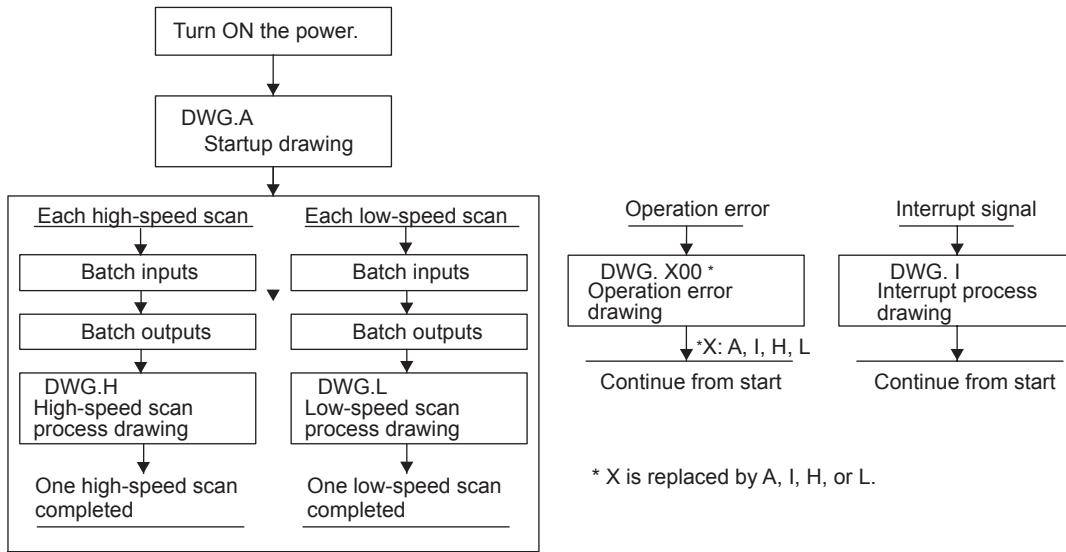 Turn ON the power.
DWG.A
Startup drawing
Each high-speed scan
Batch inputs
Batch outputs
DWG.H
High-speed scan
process drawing
One high-speed scan
completed
Each low-speed scan
Batch inputs
Batch outputs
DWG.L
Low-speed scan
process drawing
One low-speed scan
completed
Operation error
DWG. X00 *
Operation error
drawing
*X: A, I, H, L
Continue from start
Interrupt signal
DWG. I
Interrupt process
drawing
Continue from start
* X is replaced by A, I, H, or L.